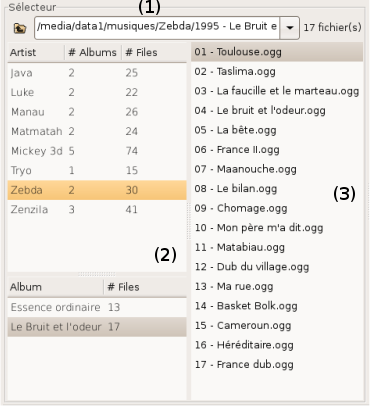 Sélecteur
(1)
/media/data1/musiques/Zebda/1995 - Le Bruit e
17 fichier(s)
Artist # Albums # Files
Java 2 25
Luke 2 22
Manau 2 26
Matmatah 2 24
Mickey 3d 5 74
Tryo 1 15
Zebda 2 30
Zenzila 3 41
(2)
Album # Files
Essence ordinaire 13
Le Bruit et l'odeur 17
01 - Toulouse.ogg
02 - Taslima.ogg
03 - La faucille et le marteau.ogg
04 - Le bruit et l'odeur.ogg
05 - La bête.ogg
06 - France II.ogg
07 - Maanouche.ogg
08 - Le bilan.ogg
09 - Chomage.ogg
10 - Mon père m'a dit.ogg
11 - Matabiau.ogg
12 - Dub du village.ogg
13 - Ma rue.ogg
14 - Basket Bolk.ogg
15 - Cameroun.ogg
16 - Héréditaire.ogg
17 - France dub.ogg
(3)